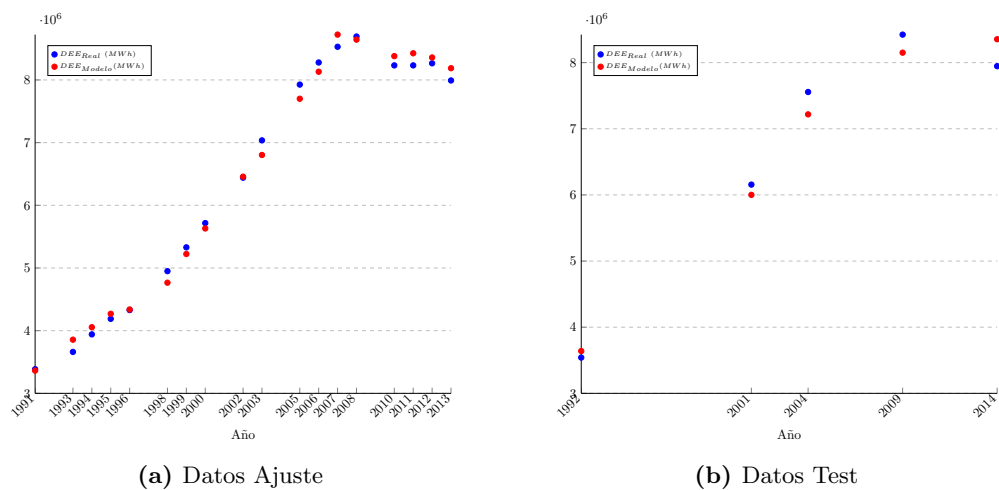 ·10⁶
DEE_Real (MWh)
DEE_Modelo(MWh)
8
7
6
5
4
3
1991 1993 1994 1995 1996 1998 1999 2000 2002 2003 2005 2006 2007 2008 2010 2011 2012 2013
Año
(a) Datos Ajuste
·10⁶
DEE_Real (MWh)
DEE_Modelo(MWh)
8
7
6
5
4
3
1992 2001 2004 2009 2014
Año
(b) Datos Test